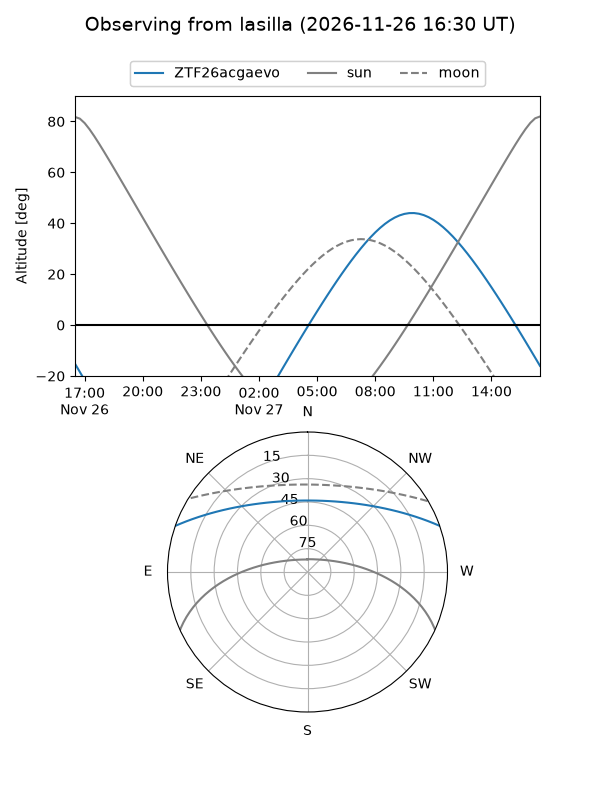 Observing from lasilla (2026-11-26 16:30 UT)
ZTF26acgaevo sun moon
Altitude [deg]
80
60
40
20
0
−20
17:00 20:00 23:00 02:00 05:00 08:00 11:00 14:00
Nov 26 Nov 27
N
NE NW
15
30
45
60
75
E W
SE SW
S